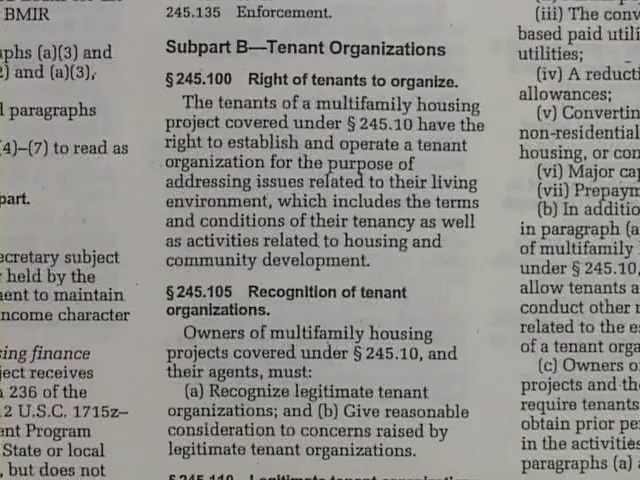 BMIR
phs (a)(3) and
) and (a)(3),
paragraphs
(4)–(7) to read as
part.
ecretary subject
held by the
ent to maintain
ncome character
sing finance
ject receives
236 of the
2 U.S.C. 1715z–
nt Program
State or local
, but does not
245.135 Enforcement.
Subpart B—Tenant Organizations
§ 245.100 Right of tenants to organize.
The tenants of a multifamily housing
project covered under § 245.10 have the
right to establish and operate a tenant
organization for the purpose of
addressing issues related to their living
environment, which includes the terms
and conditions of their tenancy as well
as activities related to housing and
community development.
§ 245.105 Recognition of tenant
organizations.
Owners of multifamily housing
projects covered under § 245.10, and
their agents, must:
(a) Recognize legitimate tenant
organizations; and (b) Give reasonable
consideration to concerns raised by
legitimate tenant organizations.
(iii) The conv
based paid utili
utilities;
(iv) A reducti
allowances;
(v) Convertin
non-residential
housing, or con
(vi) Major cap
(vii) Prepaym
(b) In additio
in paragraph (a
of multifamily
under § 245.10,
allow tenants a
conduct other
related to the es
of a tenant orga
(c) Owners o
projects and the
require tenants
obtain prior pe
in the activities
paragraphs (a)